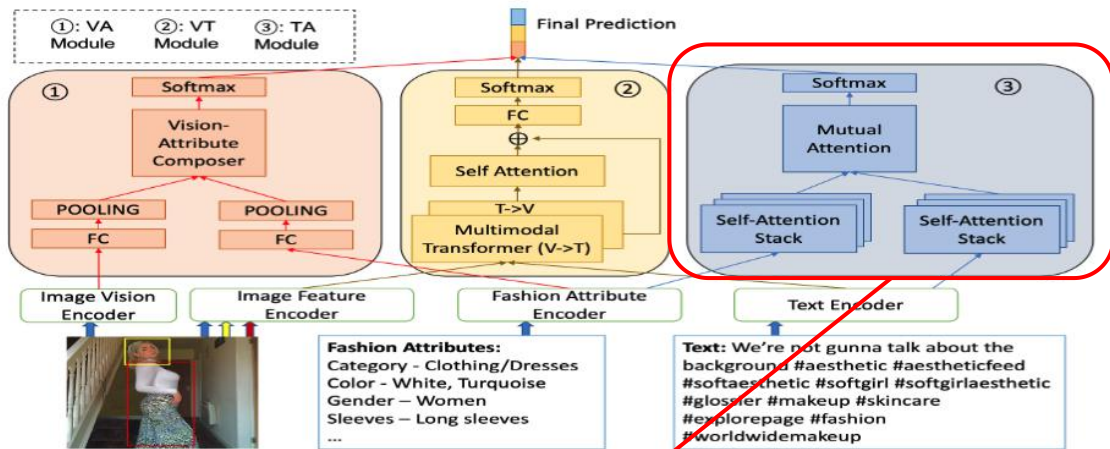 Final Prediction
①: VA Module
②: VT Module
③: TA Module
①
Softmax
Vision-
Attribute
Composer
POOLING
POOLING
FC
FC
②
Softmax
FC
Self Attention
T->V
Multimodal
Transformer (V->T)
③
Softmax
Mutual
Attention
Self-Attention
Stack
Self-Attention
Stack
Image Vision
Encoder
Image Feature
Encoder
Fashion Attribute
Encoder
Text Encoder
Fashion Attributes:
Category - Clothing/Dresses
Color - White, Turquoise
Gender – Women
Sleeves – Long sleeves
...
Text: We're not gunna talk about the
background #aesthetic #aestheticfeed
#softaesthetic #softgirl #softgirlaesthetic
#glossier #makeup #skincare
#explorepage #fashion
#worldwidemakeup